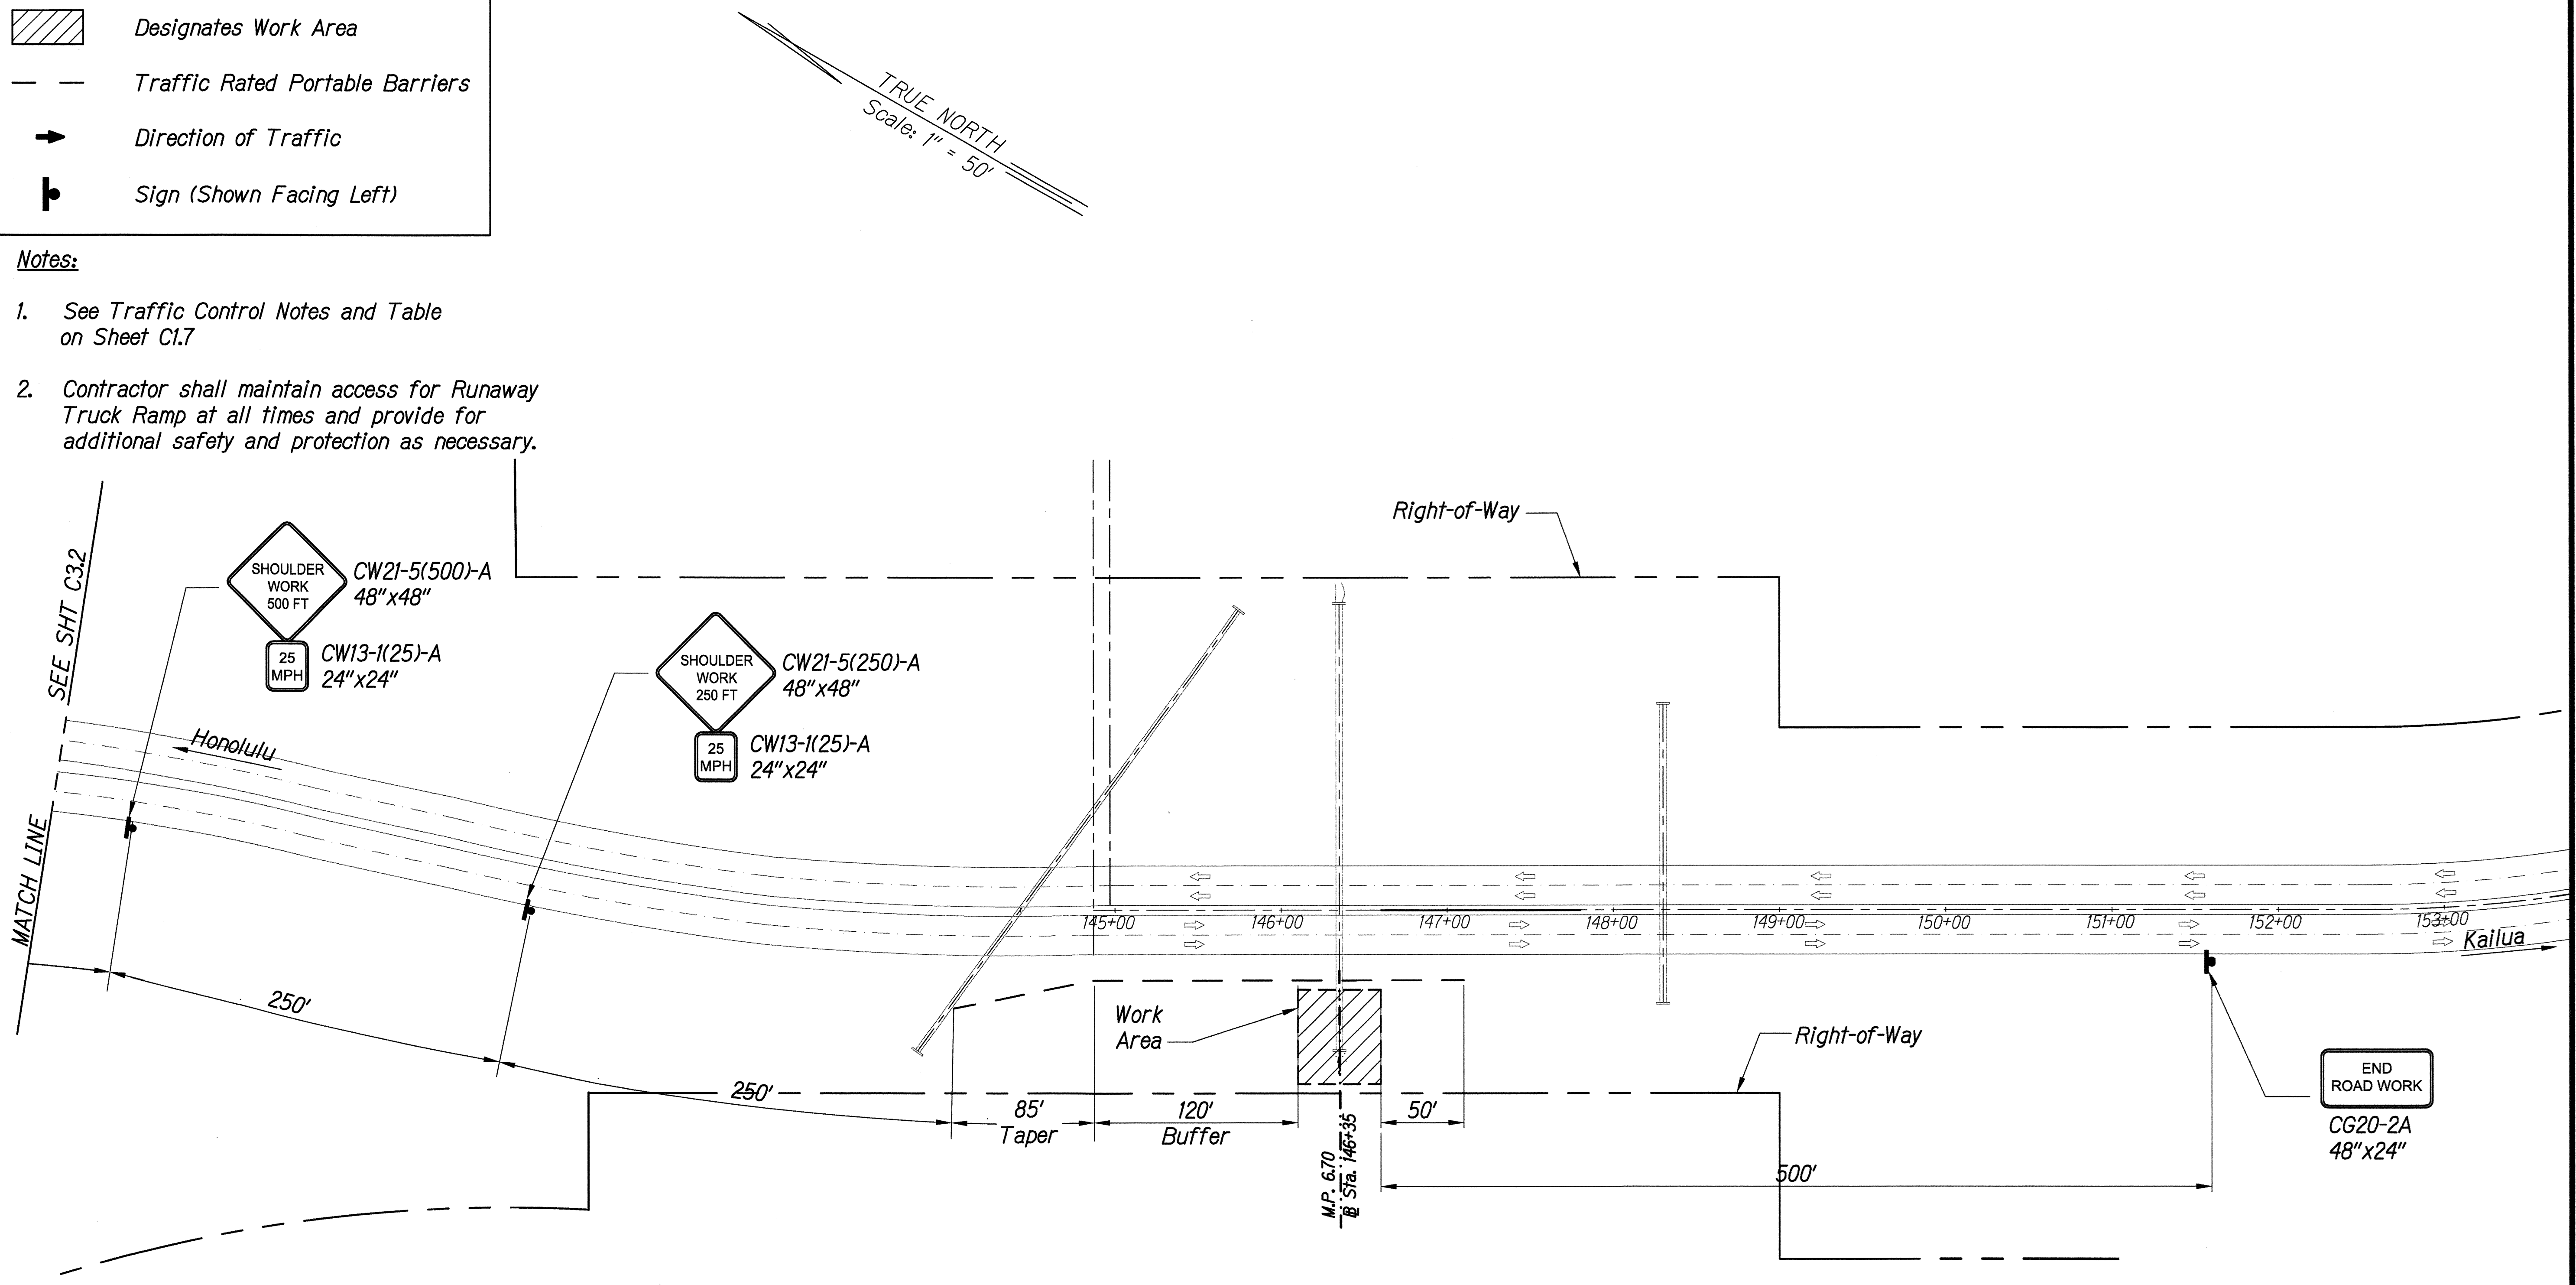 Designates Work Area
Traffic Rated Portable Barriers
Direction of Traffic
Sign (Shown Facing Left)
TRUE NORTH
Scale: 1" = 50'
Notes:
1. See Traffic Control Notes and Table
on Sheet C1.7
2. Contractor shall maintain access for Runaway
Truck Ramp at all times and provide for
additional safety and protection as necessary.
SEE SHT C3.2
MATCH LINE
SHOULDER
WORK
500 FT
CW21-5(500)-A
48"x48"
25
MPH
CW13-1(25)-A
24"x24"
SHOULDER
WORK
250 FT
CW21-5(250)-A
48"x48"
25
MPH
CW13-1(25)-A
24"x24"
Right-of-Way
Honolulu
145+00 146+00 147+00 148+00 149+00 150+00 151+00 152+00 153+00
Kailua
250'
250'
Work
Area
85'
Taper
120'
Buffer
50'
M.P. 6.70
℄ Sta. 146+35
500'
Right-of-Way
END
ROAD WORK
CG20-2A
48"x24"